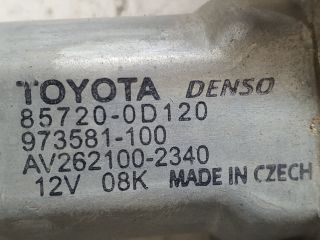 TOYOTA DENSO
85720-0D120
973581-100
AV262100-2340
12V 08K MADE IN CZECH